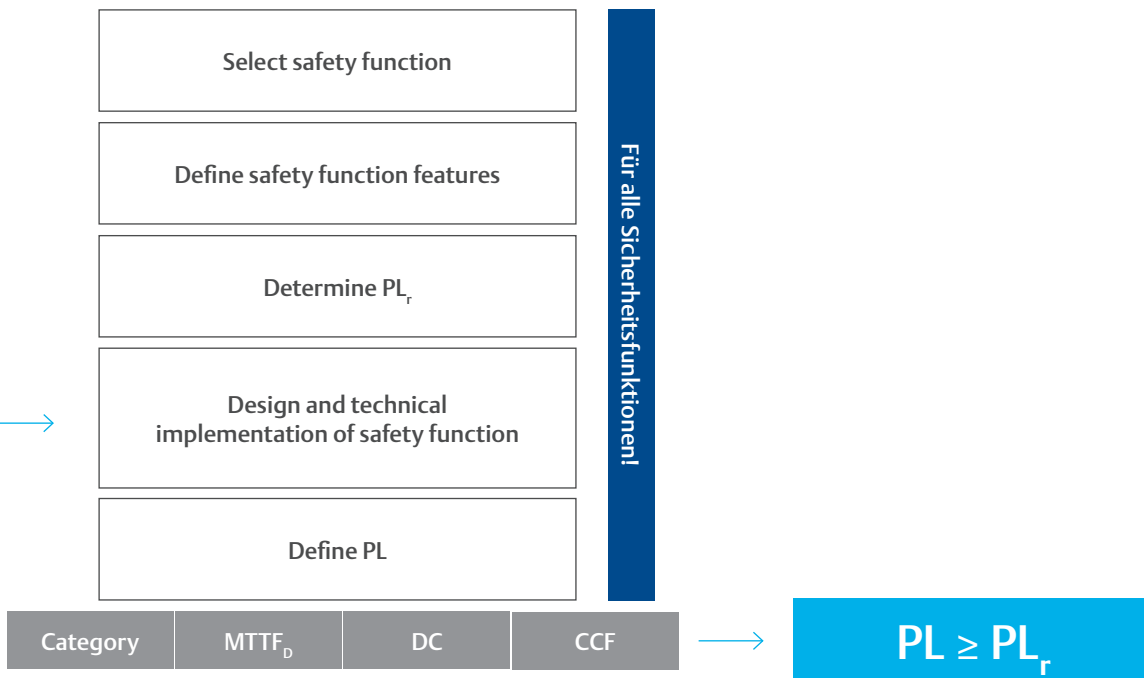 Select safety function
Define safety function features
Determine PLr
Design and technical
implementation of safety function
Define PL
Für alle Sicherheitsfunktionen!
Category
MTTFD
DC
CCF
PL ≥ PLr